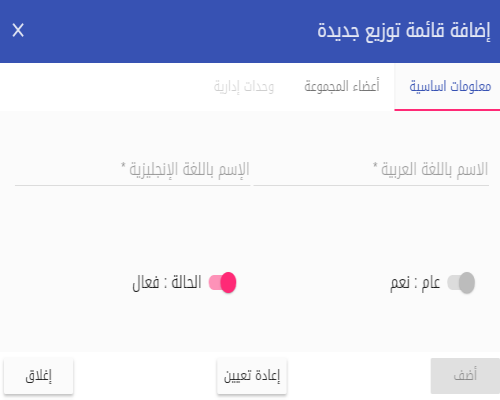 إضافة قائمة توزيع جديدة
معلومات اساسية
أعضاء المجموعة
وحدات إدارية
الاسم باللغة العربية *
الإسم باللغة الإنجليزية *
عام : نعم
الحالة : فعال
أضف
إعادة تعيين
إغلاق